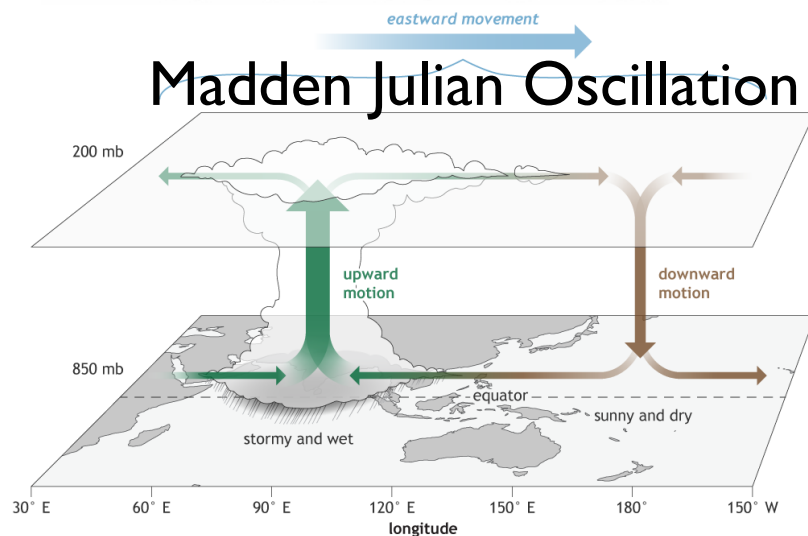 eastward movement
Madden Julian Oscillation
200 mb
upward
motion
downward
motion
850 mb
equator
sunny and dry
stormy and wet
30° E
60° E
90° E
120° E
150° E
180°
150° W
longitude